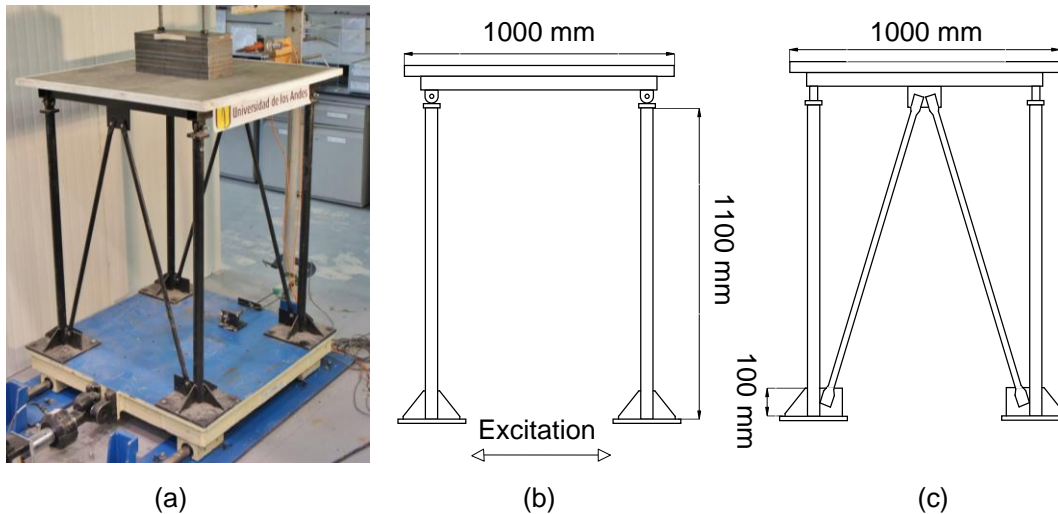 Universidad de los Andes
1000 mm
1100 mm
Excitation
1000 mm
100 mm
(a)
(b)
(c)